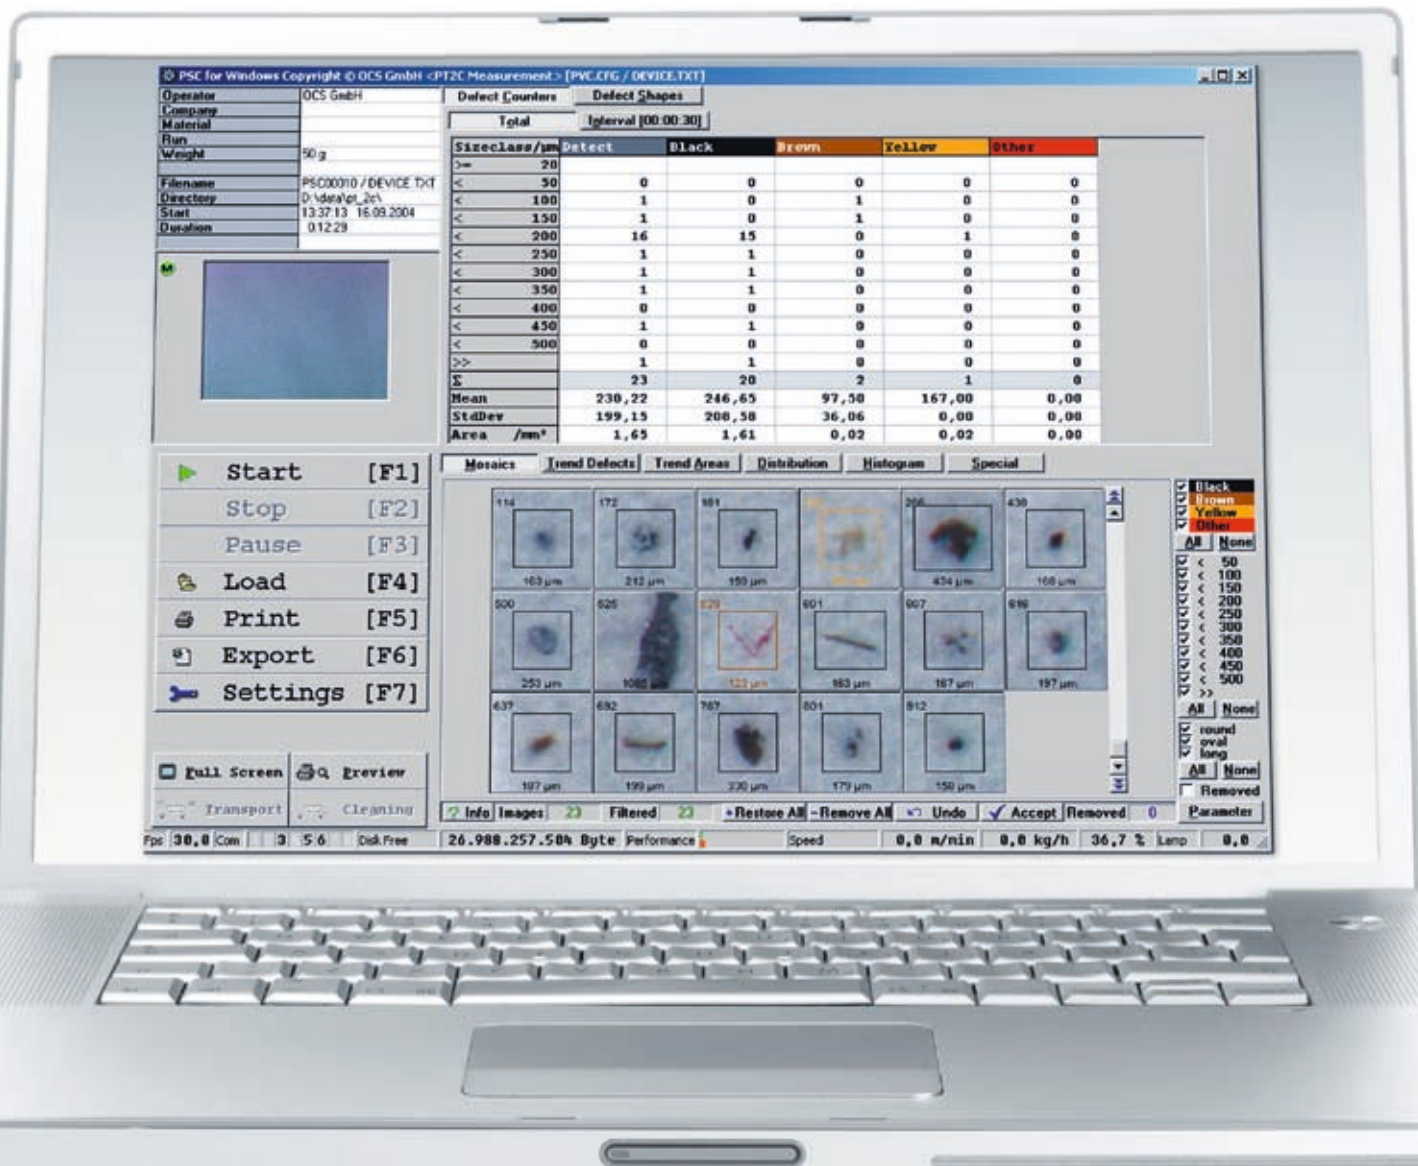 PSC for Windows Copyright © OCS GmbH <PT2C Measurement> [PVC.CFG / DEVICE.TXT]
Operator OCS GmbH
Company
Material
Run
Weight 50 g
Filename PSC00010 / DEVICE.TXT
Directory D:\data\pt_2c\
Start 13:37:13 16.09.2004
Duration 0:12:29
Defect Counters Defect Shapes
Total Interval [00:00:30]
Sizeclass/µm Detect Black Brown Yellow Other
>= 20
< 50 0 0 0 0 0
< 100 1 0 1 0 0
< 150 1 0 1 0 0
< 200 16 15 0 1 0
< 250 1 1 0 0 0
< 300 1 1 0 0 0
< 350 1 1 0 0 0
< 400 0 0 0 0 0
< 450 1 1 0 0 0
< 500 0 0 0 0 0
>> 1 1 0 0 0
Σ 23 20 2 1 0
Mean 230,22 246,65 97,50 167,00 0,00
StdDev 199,15 208,58 36,06 0,00 0,00
Area /mm² 1,65 1,61 0,02 0,02 0,00
M
Start [F1]
Stop [F2]
Pause [F3]
Load [F4]
Print [F5]
Export [F6]
Settings [F7]
Full Screen Preview
Transport Cleaning
Mosaics Trend Defects Trend Areas Distribution Histogram Special
114 172 181 266 438
163 µm 212 µm 159 µm 434 µm 168 µm
500 525 529 601 607 616
253 µm 1085 µm 123 µm 163 µm 167 µm 197 µm
637 692 767 801 812
187 µm 199 µm 330 µm 179 µm 158 µm
Black
Brown
Yellow
Other
All None
< 50
< 100
< 150
< 200
< 250
< 300
< 350
< 400
< 450
< 500
>>
All None
round
oval
long
All None
Removed
Parameter
? Info Images 23 Filtered 23 +Restore All -Remove All Undo Accept Removed 0
Fps 30,0 Com 3 5 6 Disk Free 26.988.257.504 Byte Performance Speed 0,0 m/min 0,0 kg/h 36,7 % Lamp 0,0